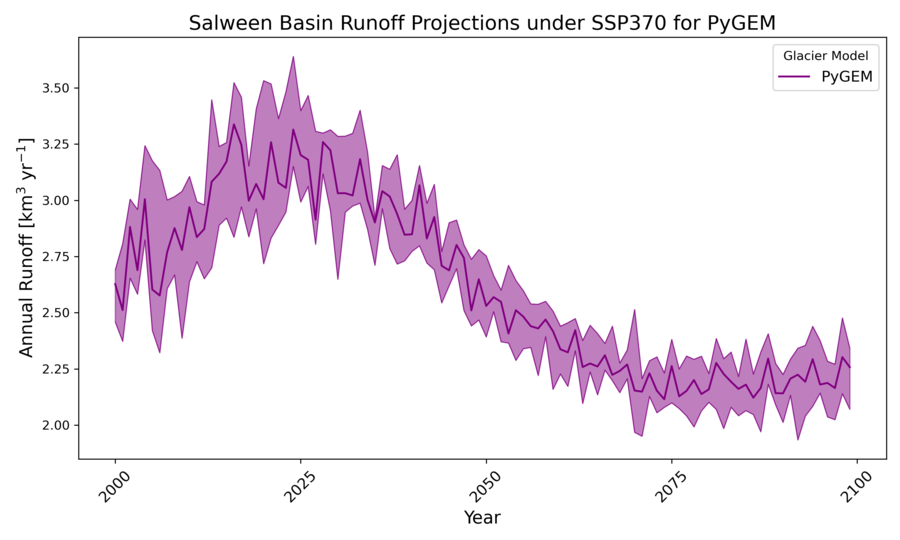 Salween Basin Runoff Projections under SSP370 for PyGEM
Glacier Model
PyGEM
Annual Runoff [km³ yr⁻¹]
3.50
3.25
3.00
2.75
2.50
2.25
2.00
2000
2025
2050
2075
2100
Year